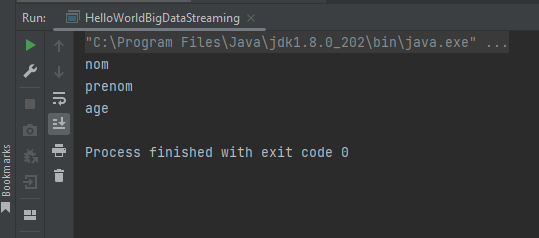 Run: HelloWorldBigDataStreaming
"C:\Program Files\Java\jdk1.8.0_202\bin\java.exe" ...
nom
prenom
age
Process finished with exit code 0
Bookmarks